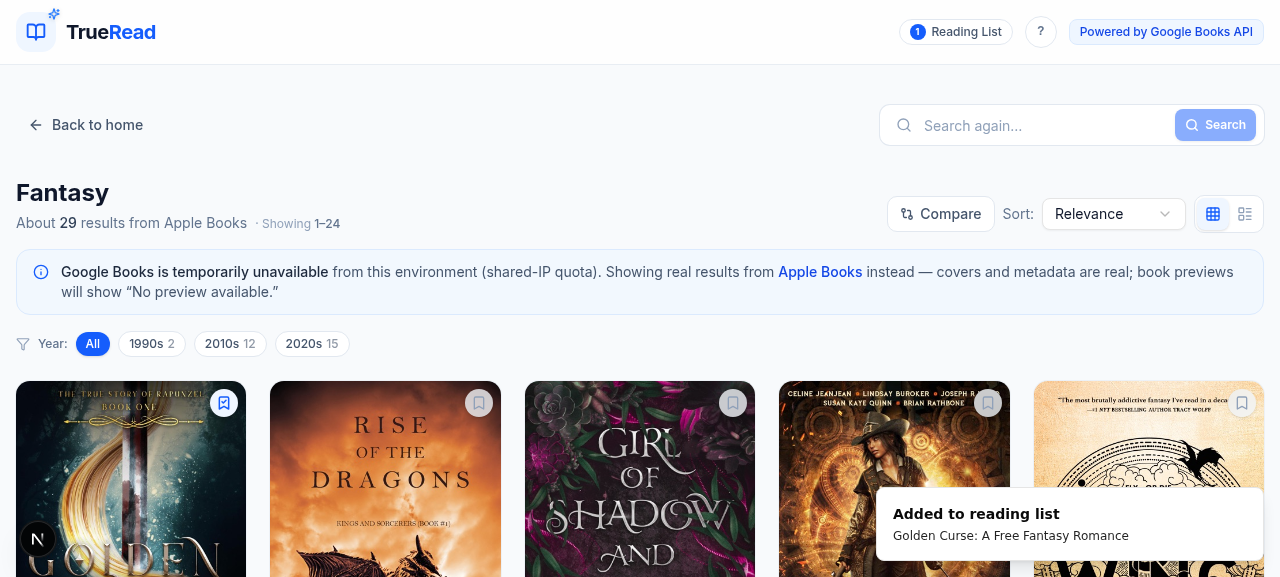 TrueRead
1 Reading List
?
Powered by Google Books API
Back to home
Search again...
Search
Fantasy
About 29 results from Apple Books · Showing 1–24
Compare
Sort:
Relevance
Google Books is temporarily unavailable from this environment (shared-IP quota). Showing real results from Apple Books instead — covers and metadata are real; book previews
will show “No preview available.”
Year:
All
1990s 2
2010s 12
2020s 15
THE TRUE STORY OF RAPUNZEL
BOOK ONE
GOLDEN
RISE
OF THE
DRAGONS
KINGS AND SORCERERS (BOOK #1)
GIRL
OF
SHADOW
AND
CELINE JEANJEAN LINDSAY BUROKER JOSEPH
SUSAN KAYE QUINN BRIAN RATHBONE
“The most brutally addictive fantasy I've read in a
#1 NYT BESTSELLING AUTHOR TRACY WOLFF
N
Added to reading list
Golden Curse: A Free Fantasy Romance